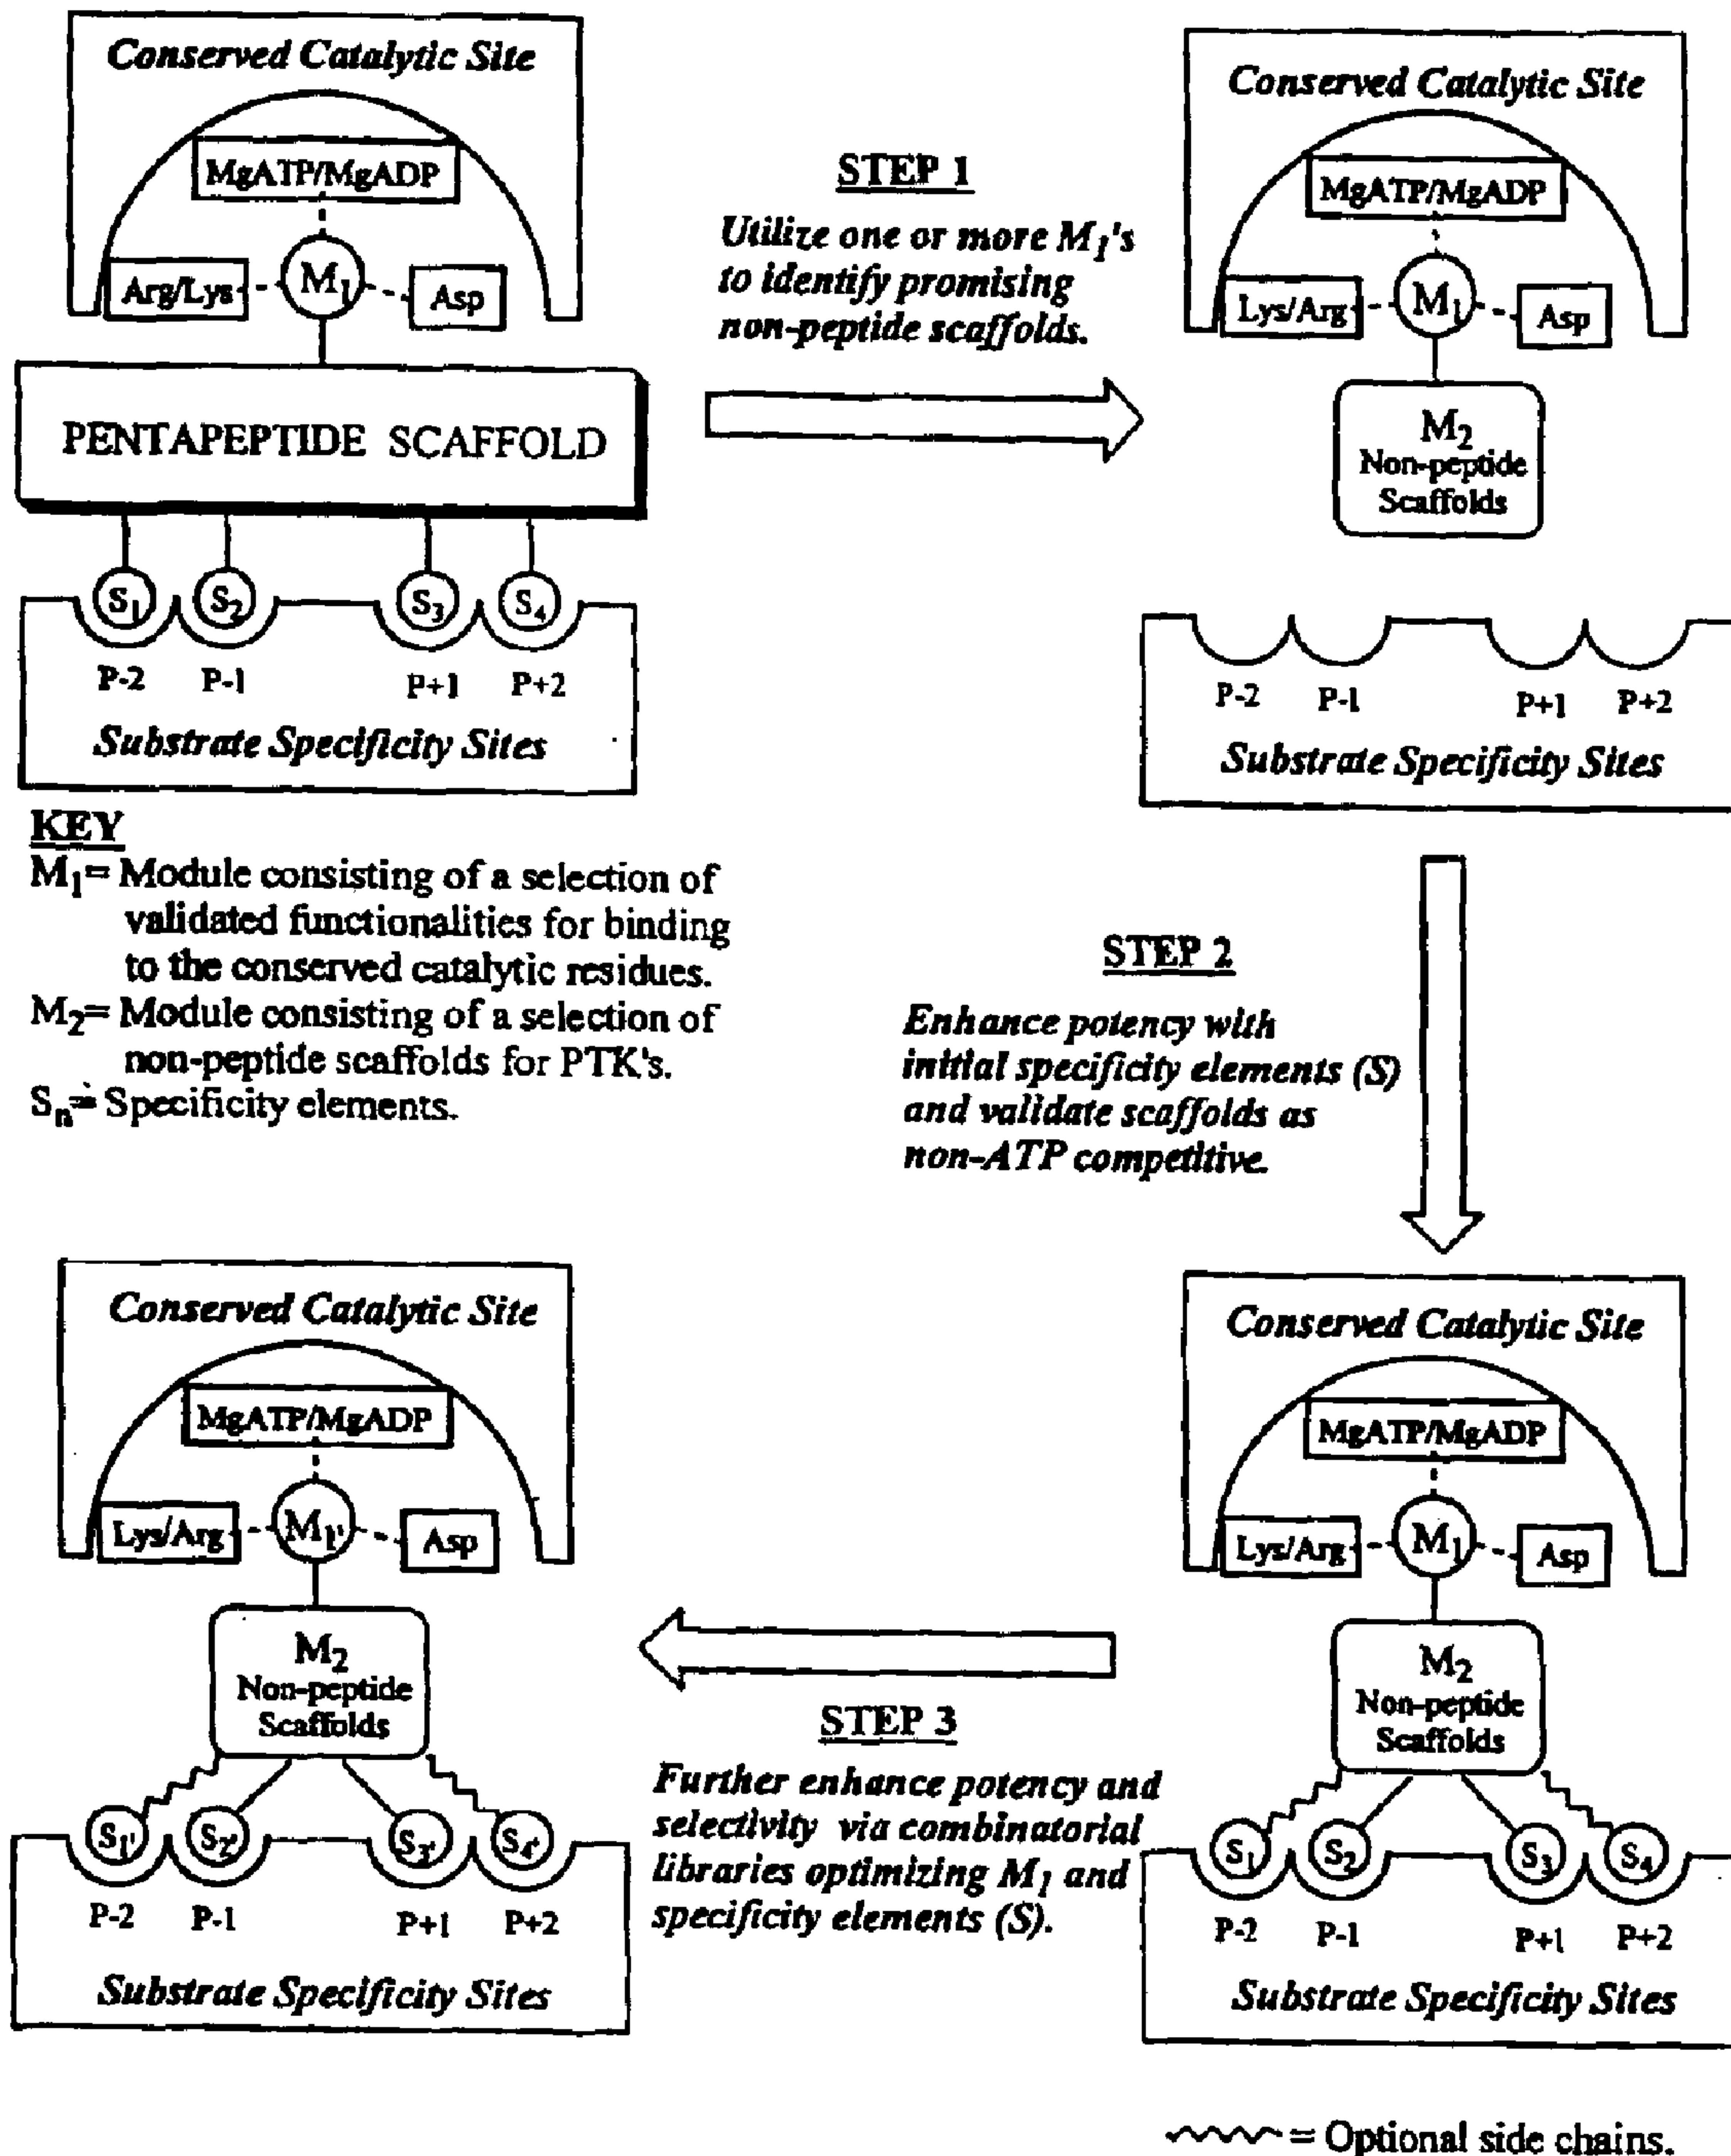 Conserved Catalytic Site
MgATP/MgADP
Arg/Lys
M1
Asp
PENTAPEPTIDE SCAFFOLD
S1
S2
S3
S4
P-2
P-1
P+1
P+2
Substrate Specificity Sites
STEP 1
Utilize one or more M1's
to identify promising
non-peptide scaffolds.
Conserved Catalytic Site
MgATP/MgADP
Lys/Arg
M1
Asp
M2
Non-peptide
Scaffolds
P-2
P-1
P+1
P+2
Substrate Specificity Sites
KEY
M1= Module consisting of a selection of
validated functionalities for binding
to the conserved catalytic residues.
M2= Module consisting of a selection of
non-peptide scaffolds for PTK's.
Sn= Specificity elements.
STEP 2
Enhance potency with
initial specificity elements (S)
and validate scaffolds as
non-ATP competitive.
Conserved Catalytic Site
MgATP/MgADP
Lys/Arg
M1
Asp
M2
Non-peptide
Scaffolds
S1
S2
S3
S4
P-2
P-1
P+1
P+2
Substrate Specificity Sites
STEP 3
Further enhance potency and
selectivity via combinatorial
libraries optimizing M1 and
specificity elements (S).
Conserved Catalytic Site
MgATP/MgADP
Lys/Arg
M1'
Asp
M2
Non-peptide
Scaffolds
S1'
S2'
S3'
S4'
P-2
P-1
P+1
P+2
Substrate Specificity Sites
= Optional side chains.